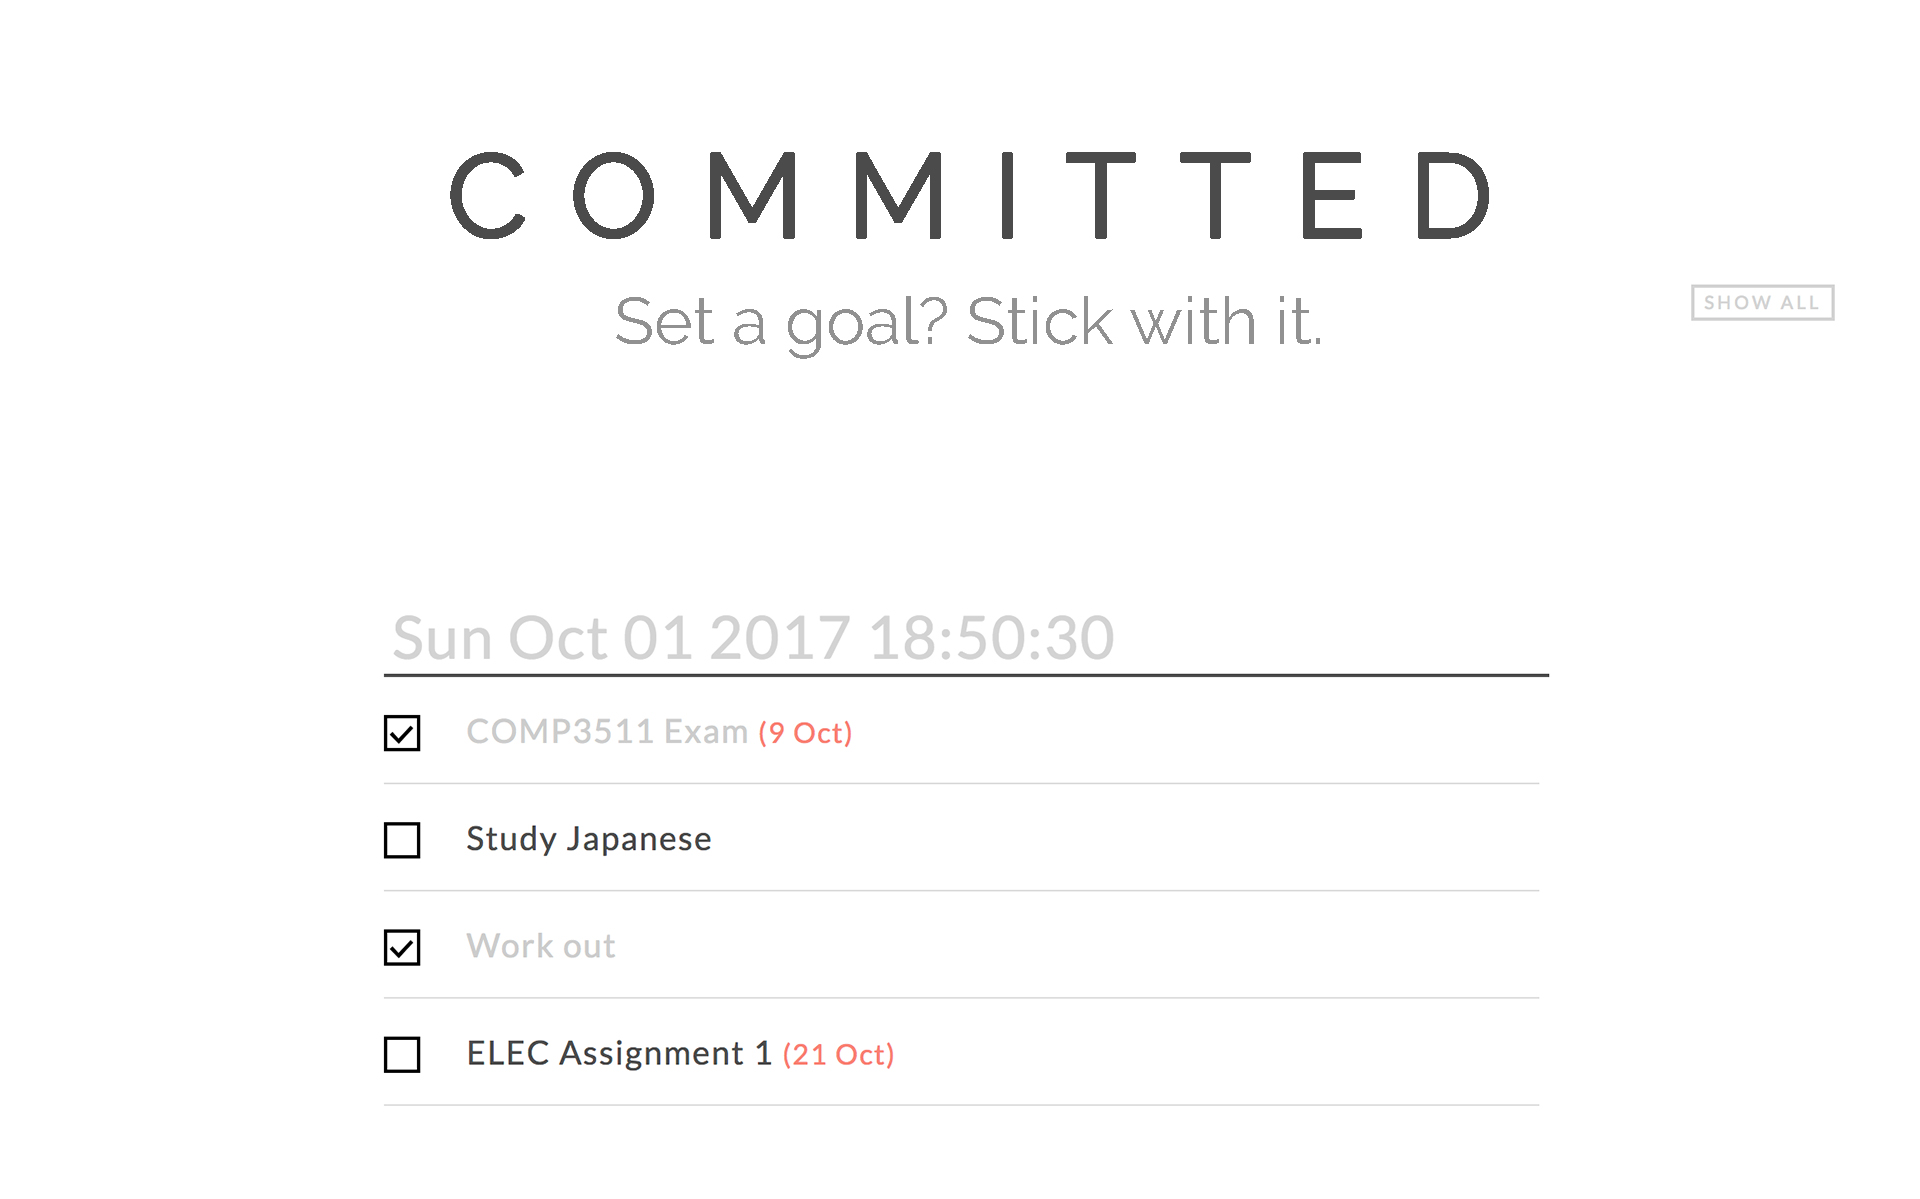 COMMITTED
Set a goal? Stick with it.
SHOW ALL
Sun Oct 01 2017 18:50:30
COMP3511 Exam (9 Oct)
Study Japanese
Work out
ELEC Assignment 1 (21 Oct)